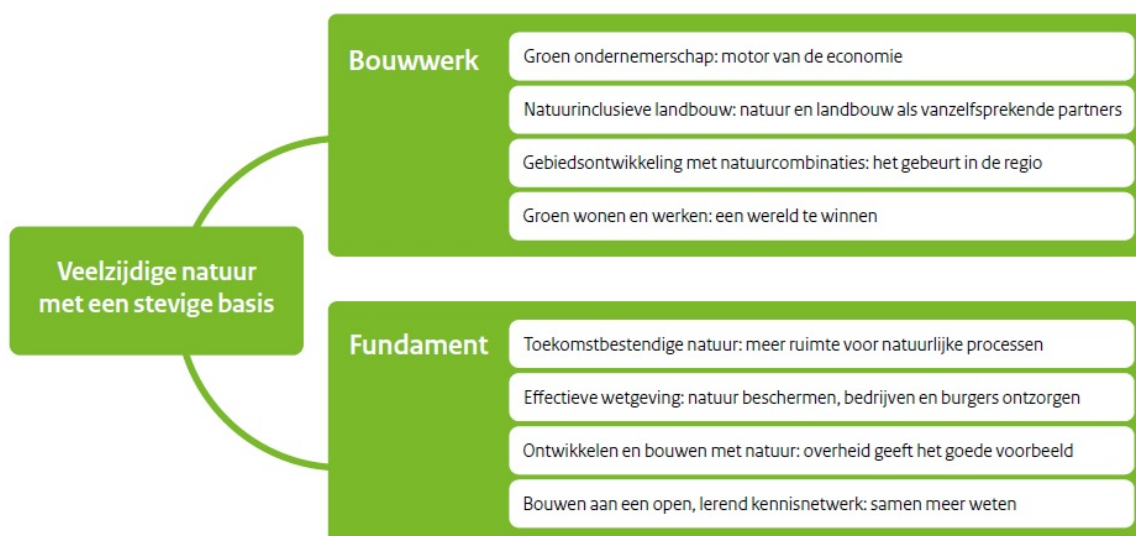 Veelzijdige natuur
met een stevige basis
Bouwwerk
Groen ondernemerschap: motor van de economie
Natuurinclusieve landbouw: natuur en landbouw als vanzelfsprekende partners
Gebiedsontwikkeling met natuurcombinaties: het gebeurt in de regio
Groen wonen en werken: een wereld te winnen
Fundament
Toekomstbestendige natuur: meer ruimte voor natuurlijke processen
Effectieve wetgeving: natuur beschermen, bedrijven en burgers ontzorgen
Ontwikkelen en bouwen met natuur: overheid geeft het goede voorbeeld
Bouwen aan een open, lerend kennisnetwerk: samen meer weten